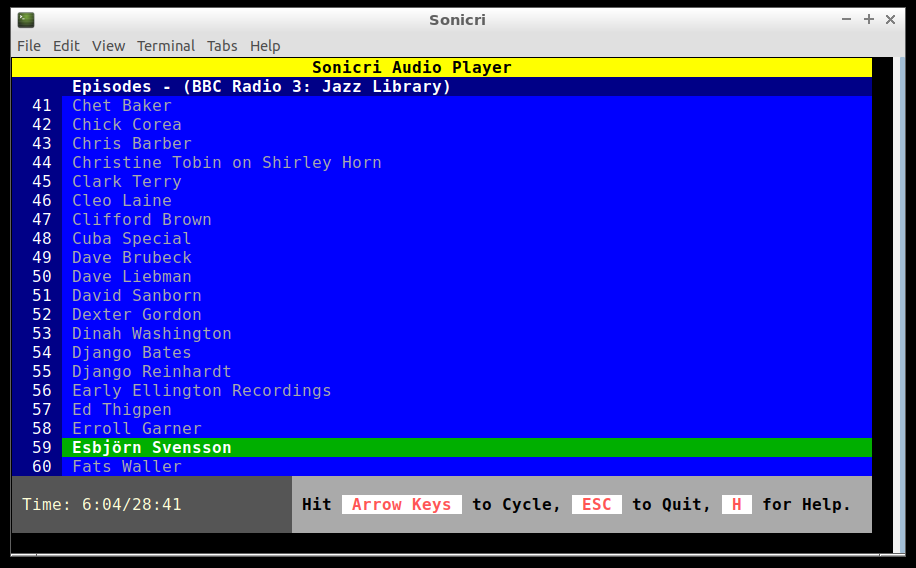 Sonicri
File Edit View Terminal Tabs Help
Sonicri Audio Player
Episodes - (BBC Radio 3: Jazz Library)
41 Chet Baker
42 Chick Corea
43 Chris Barber
44 Christine Tobin on Shirley Horn
45 Clark Terry
46 Cleo Laine
47 Clifford Brown
48 Cuba Special
49 Dave Brubeck
50 Dave Liebman
51 David Sanborn
52 Dexter Gordon
53 Dinah Washington
54 Django Bates
55 Django Reinhardt
56 Early Ellington Recordings
57 Ed Thigpen
58 Erroll Garner
59 Esbjörn Svensson
60 Fats Waller
Time: 6:04/28:41 Hit Arrow Keys to Cycle, ESC to Quit, H for Help.